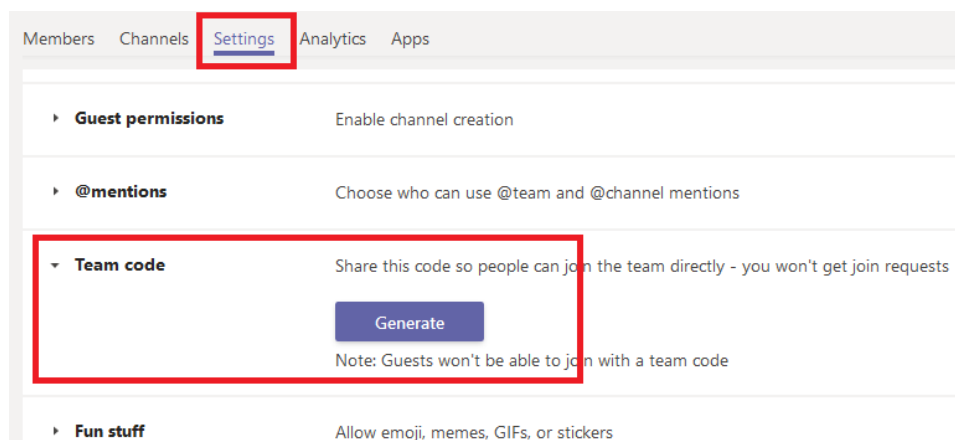 Members Channels Settings Analytics Apps
Guest permissions Enable channel creation
@mentions Choose who can use @team and @channel mentions
Team code Share this code so people can join the team directly - you won't get join requests
Generate
Note: Guests won't be able to join with a team code
Fun stuff Allow emoji, memes, GIFs, or stickers